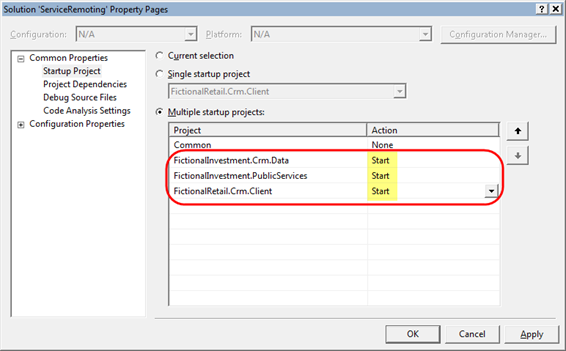 Solution 'ServiceRemoting' Property Pages
Configuration: N/A Platform: N/A Configuration Manager...
Common Properties
Startup Project
Project Dependencies
Debug Source Files
Code Analysis Settings
Configuration Properties
Current selection
Single startup project
FictionalRetail.Crm.Client
Multiple startup projects:
Project Action
Common None
FictionalInvestment.Crm.Data Start
FictionalInvestment.PublicServices Start
FictionalRetail.Crm.Client Start
OK Cancel Apply